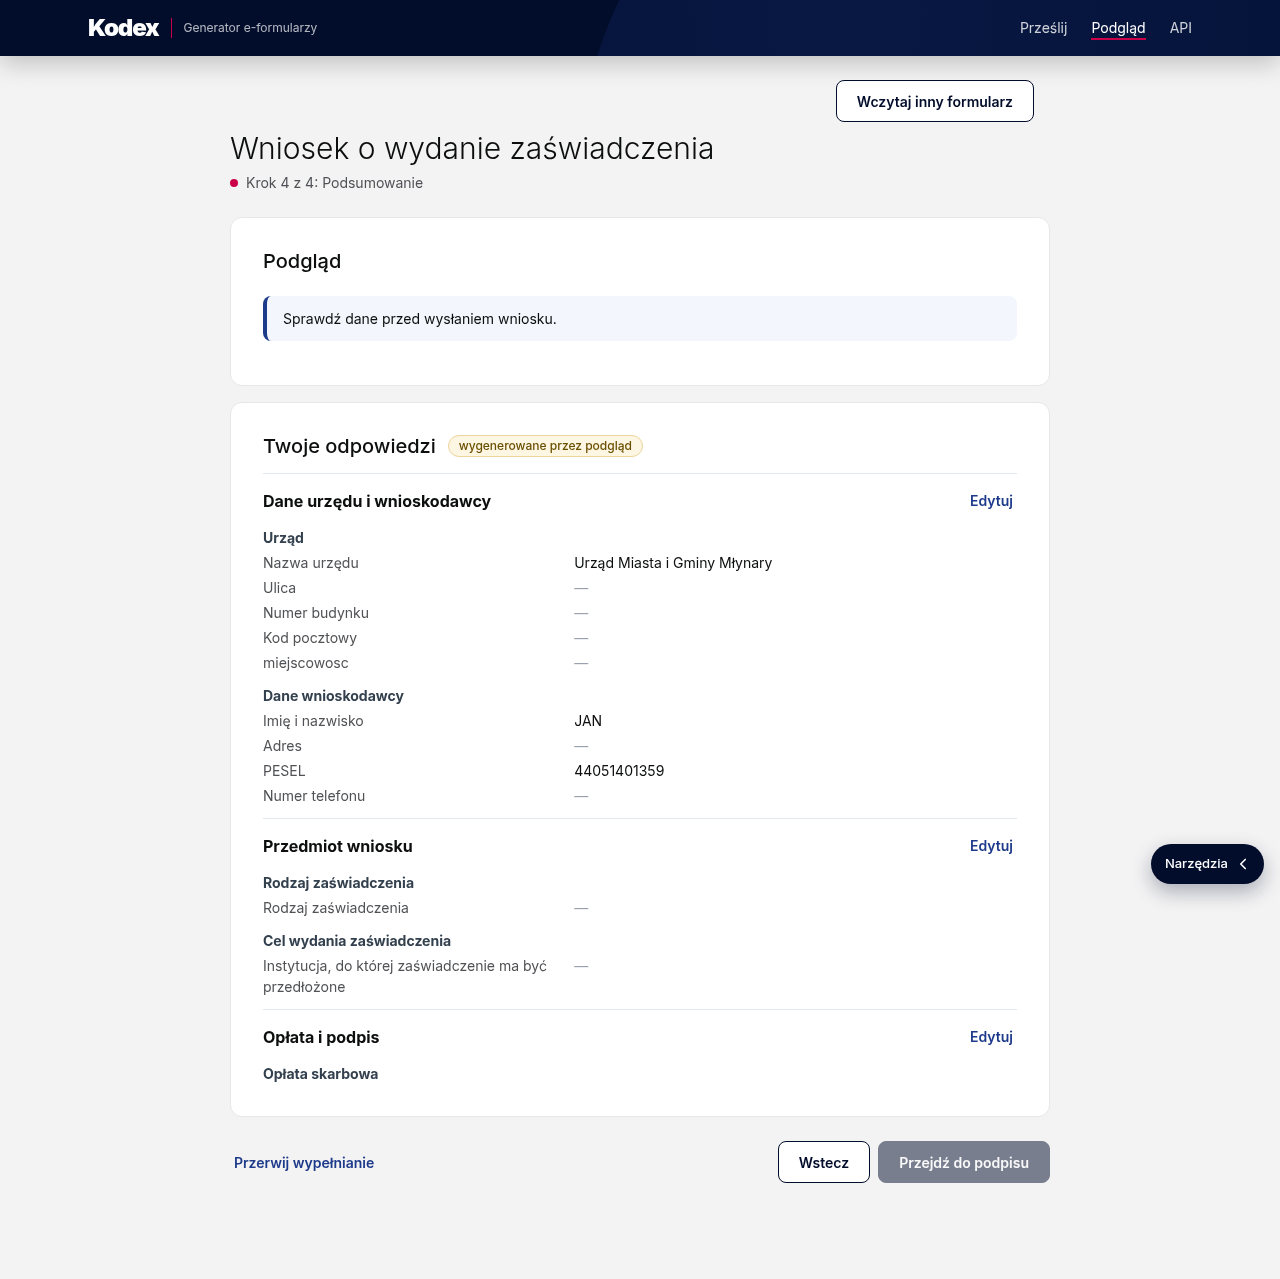 Kodex
Generator e-formularzy
Prześlij
Podgląd
API
Wczytaj inny formularz
Wniosek o wydanie zaświadczenia
Krok 4 z 4: Podsumowanie
Podgląd
Sprawdź dane przed wysłaniem wniosku.
Twoje odpowiedzi
wygenerowane przez podgląd
Dane urzędu i wnioskodawcy
Edytuj
Urząd
Nazwa urzędu
Urząd Miasta i Gminy Młynary
Ulica
—
Numer budynku
—
Kod pocztowy
—
miejscowosc
—
Dane wnioskodawcy
Imię i nazwisko
JAN
Adres
—
PESEL
44051401359
Numer telefonu
—
Przedmiot wniosku
Edytuj
Rodzaj zaświadczenia
Rodzaj zaświadczenia
—
Cel wydania zaświadczenia
Instytucja, do której zaświadczenie ma być
przedłożone
—
Opłata i podpis
Edytuj
Opłata skarbowa
Narzędzia
Przerwij wypełnianie
Wstecz
Przejdź do podpisu